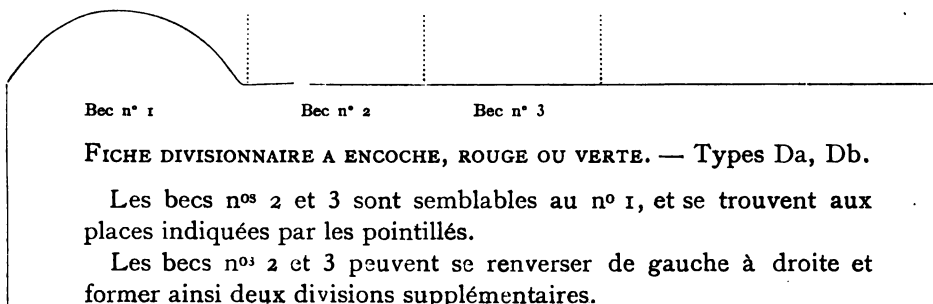 Bec n° 1 Bec n° 2 Bec n° 3
FICHE DIVISIONNAIRE A ENCOCHE, ROUGE OU VERTE. — Types Da, Db.
Les becs nos 2 et 3 sont semblables au no 1, et se trouvent aux
places indiquées par les pointillés.
Les becs nos 2 et 3 peuvent se renverser de gauche à droite et
former ainsi deux divisions supplémentaires.